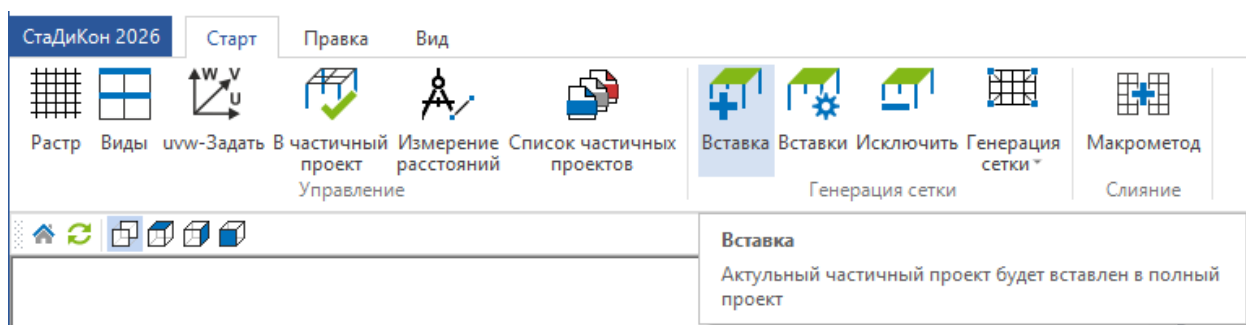 СтаДиКон 2026 Старт Правка Вид
Растр Виды uvw-Задать В частичный проект Измерение расстояний Список частичных проектов Вставка Вставки Исключить Генерация сетки Макрометод
Управление Генерация сетки Слияние
Вставка
Актульный частичный проект будет вставлен в полный
проект